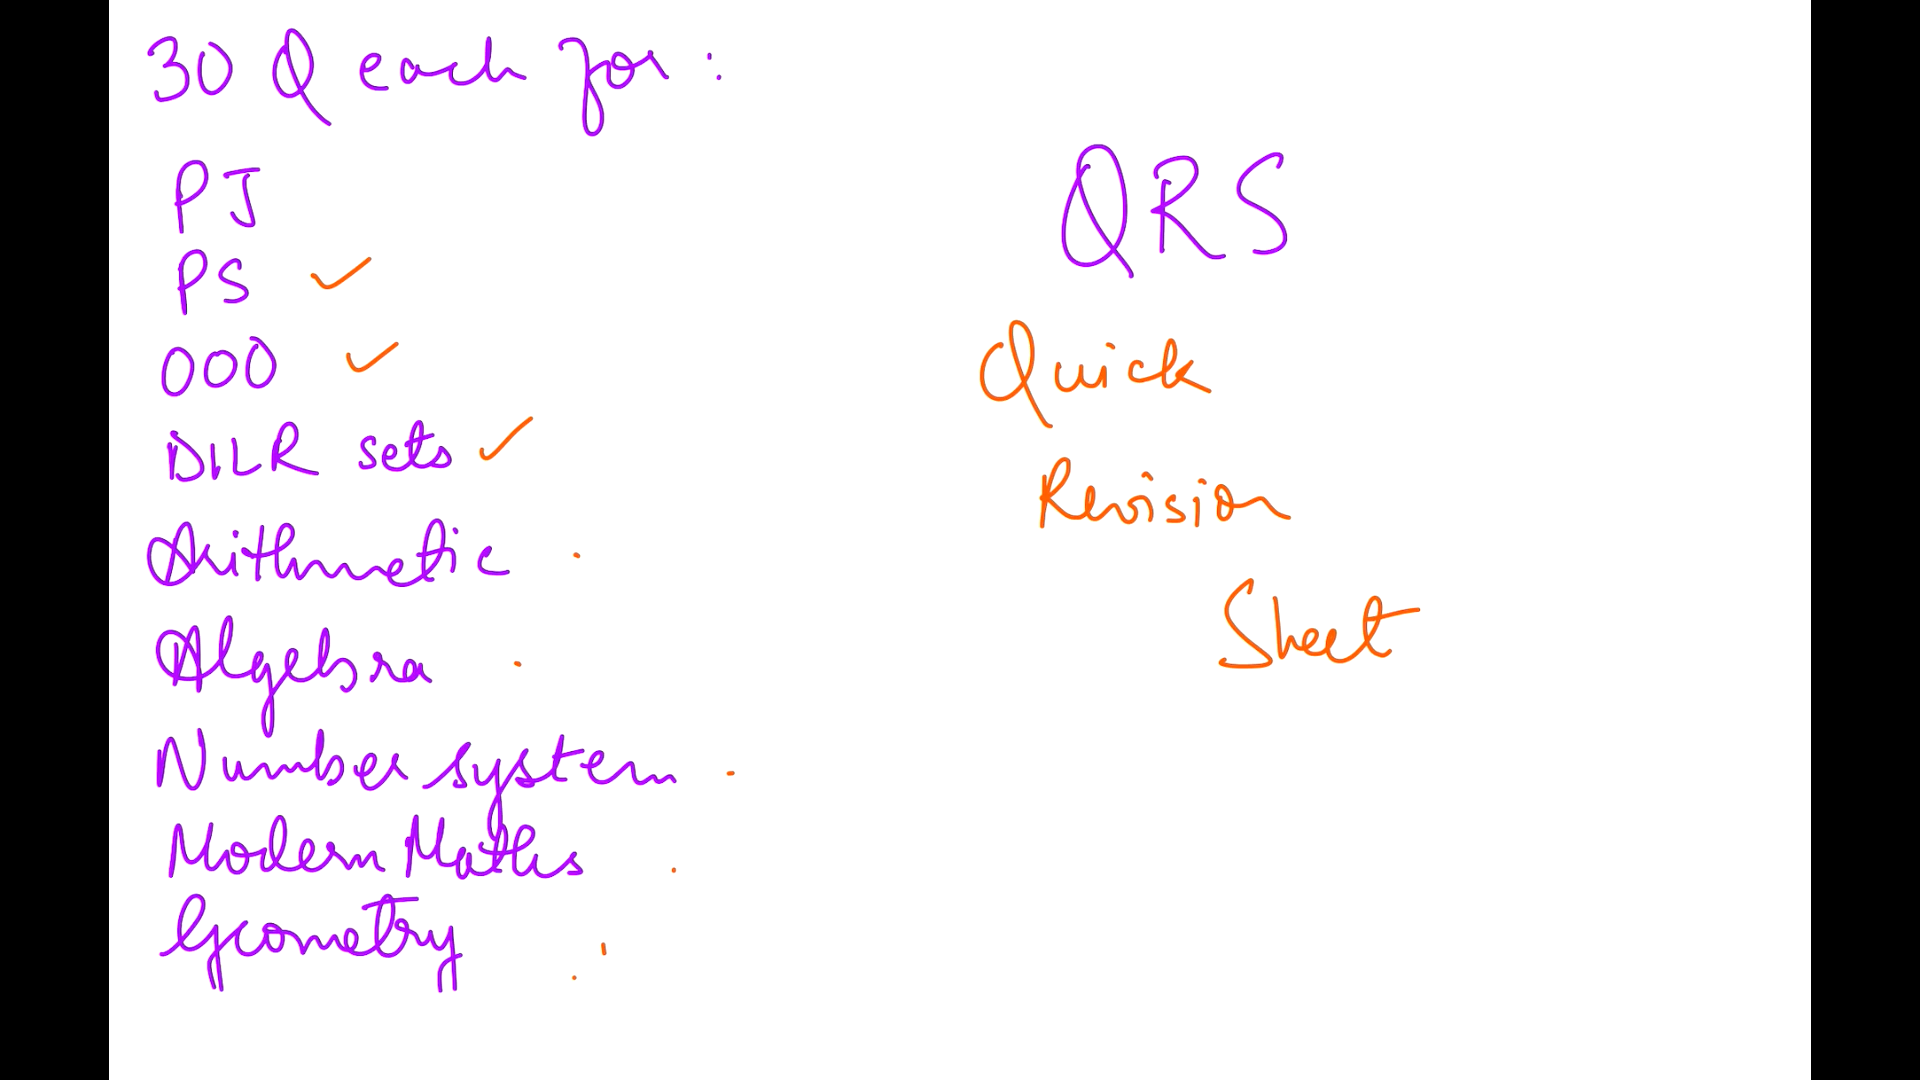 30 Q each for :
PJ
PS ✓
OOO ✓
DILR sets ✓
Arithmetic .
Algebra .
Number system .
Modern Maths .
Geometry
QRS
Quick
Revision
Sheet